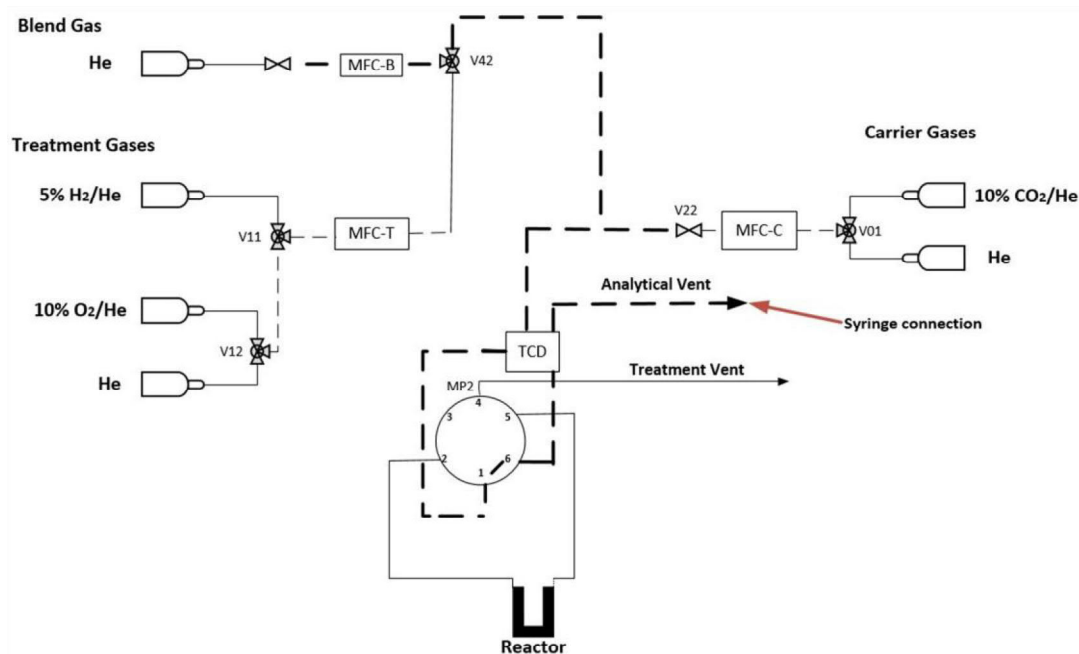 Blend Gas
He
MFC-B
V42
Treatment Gases
Carrier Gases
5% H₂/He
10% CO₂/He
V11
MFC-T
V22
MFC-C
V01
He
Analytical Vent
10% O₂/He
Syringe connection
V12
TCD
He
Treatment Vent
MP2
4
3
5
2
6
1
Reactor